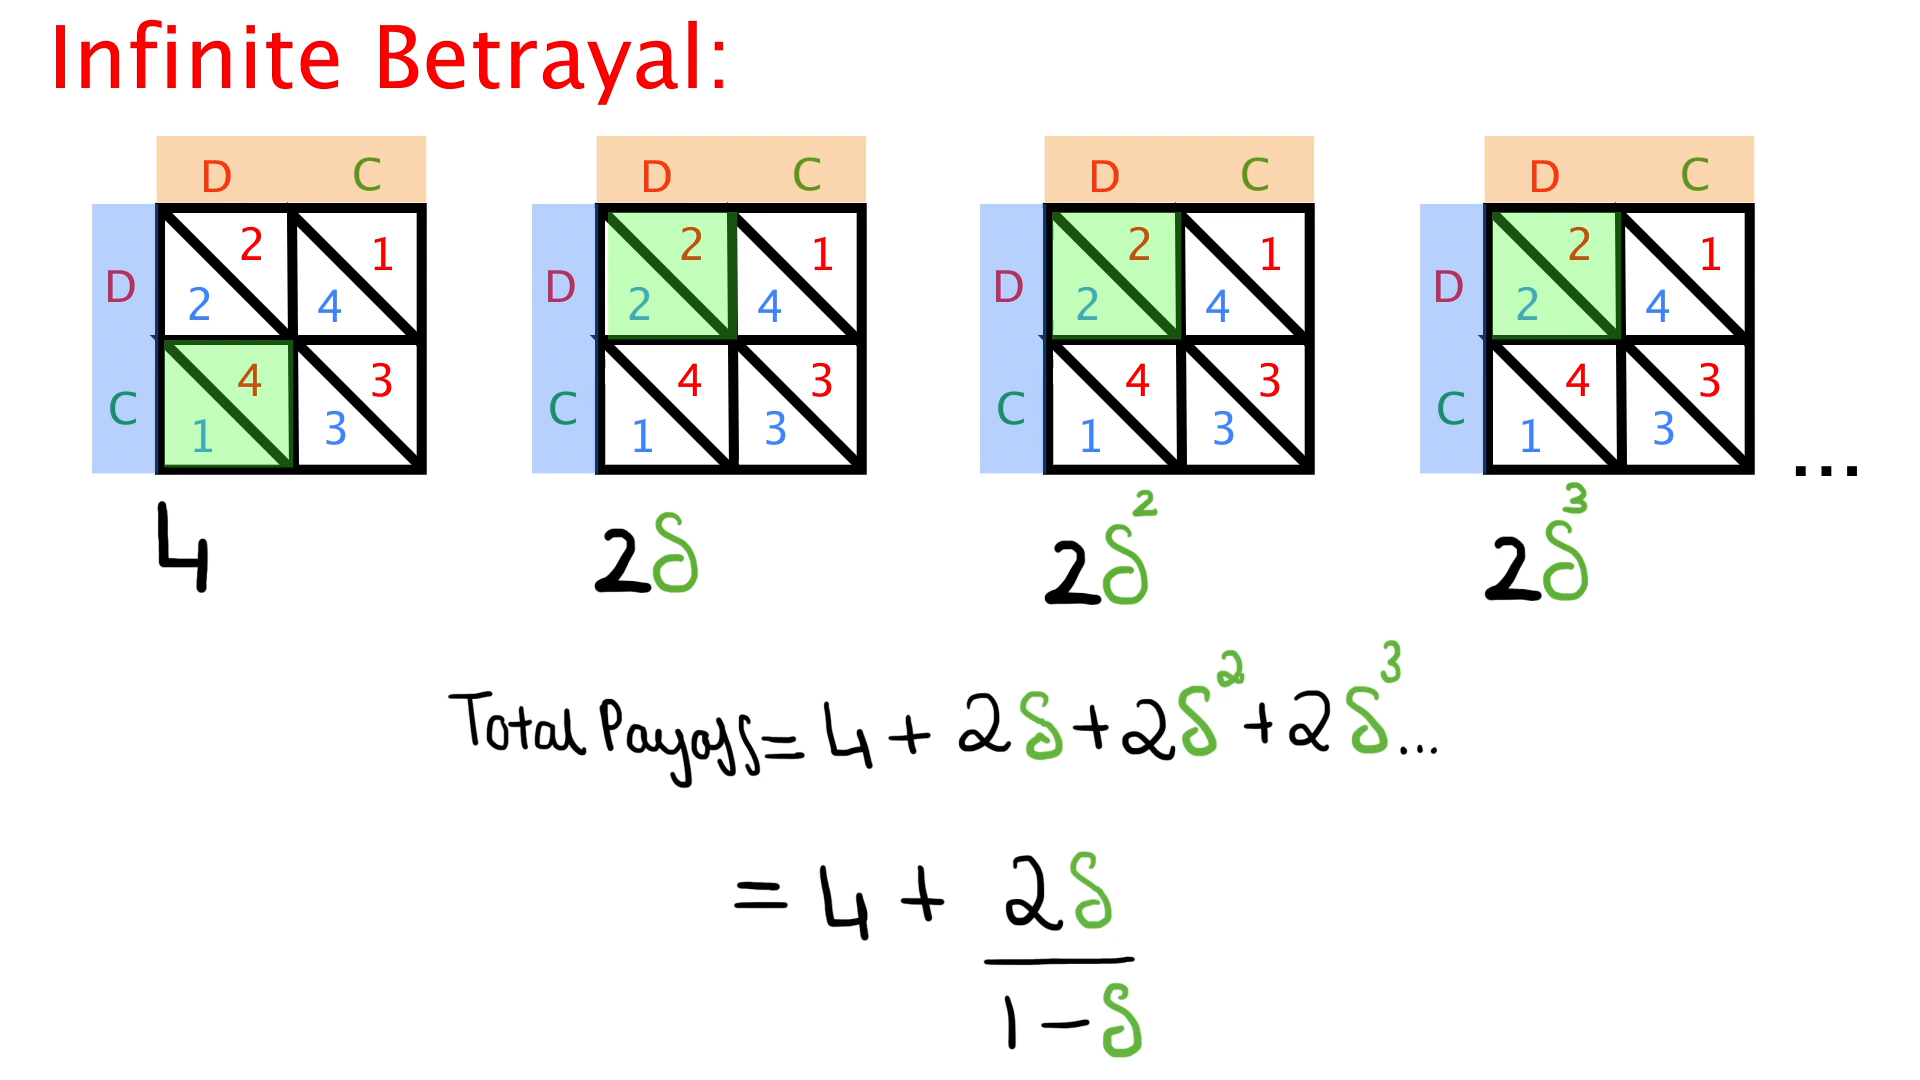 Infinite Betrayal:
D C D C D C D C
2 1 2 1 2 1 2 1
D 2 4 D 2 4 D 2 4 D 2 4
4 3 4 3 4 3 4 3
C 1 3 C 1 3 C 1 3 C 1 3 ...
4 2δ 2δ² 2δ³
Total Payoff = 4 + 2δ + 2δ² + 2δ³...
= 4 + 2δ
1 - δ